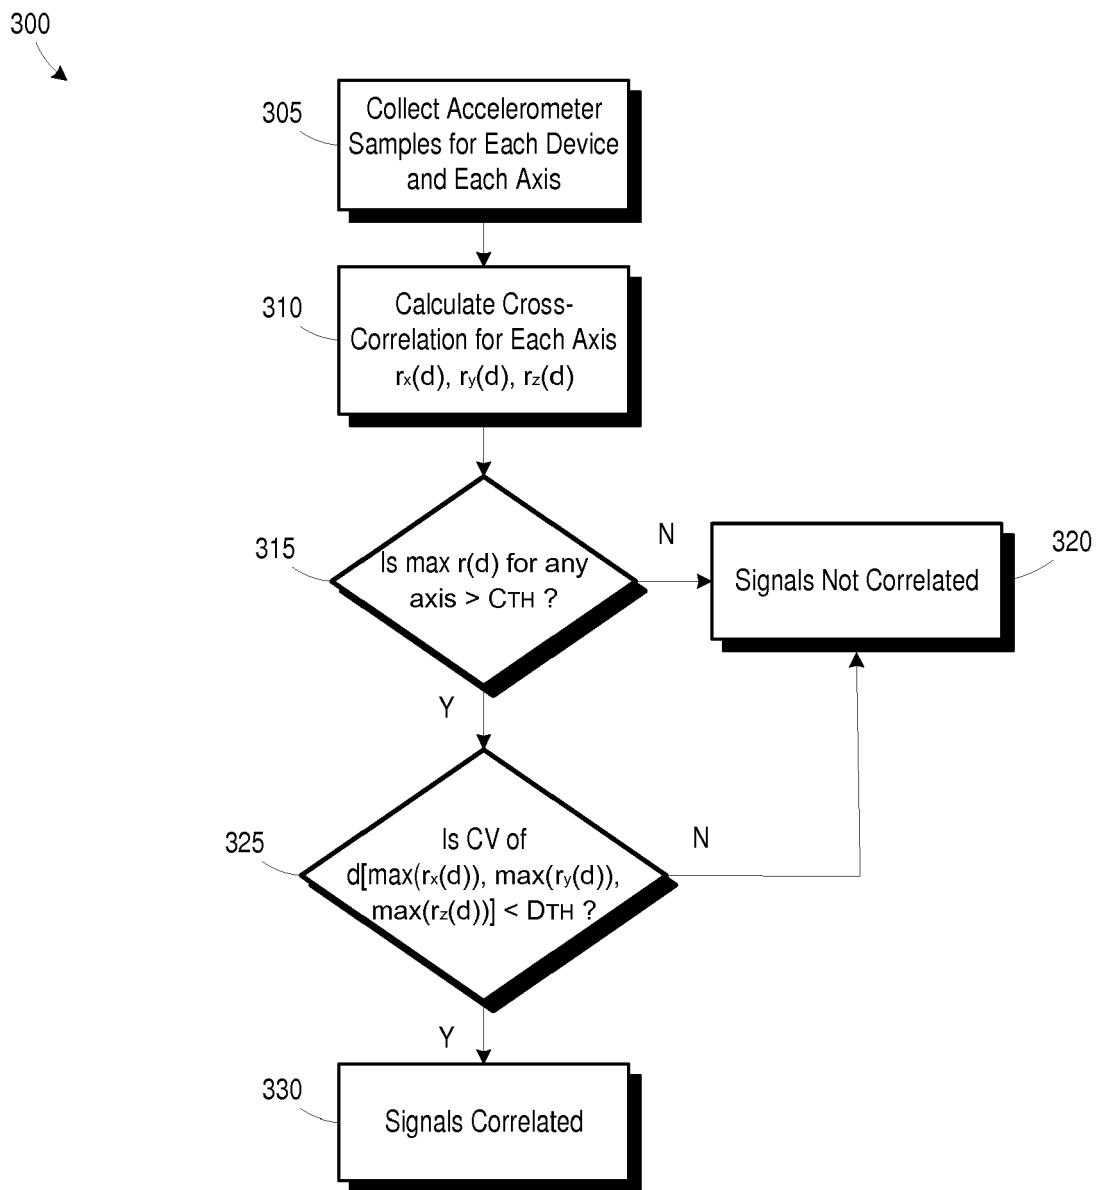 300
305
Collect Accelerometer
Samples for Each Device
and Each Axis
310
Calculate Cross-
Correlation for Each Axis
rx(d), ry(d), rz(d)
315
Is max r(d) for any
axis > CTH ?
N
Signals Not Correlated
320
Y
325
Is CV of
d[max(rx(d)), max(ry(d)),
max(rz(d))] < DTH ?
N
Y
330
Signals Correlated